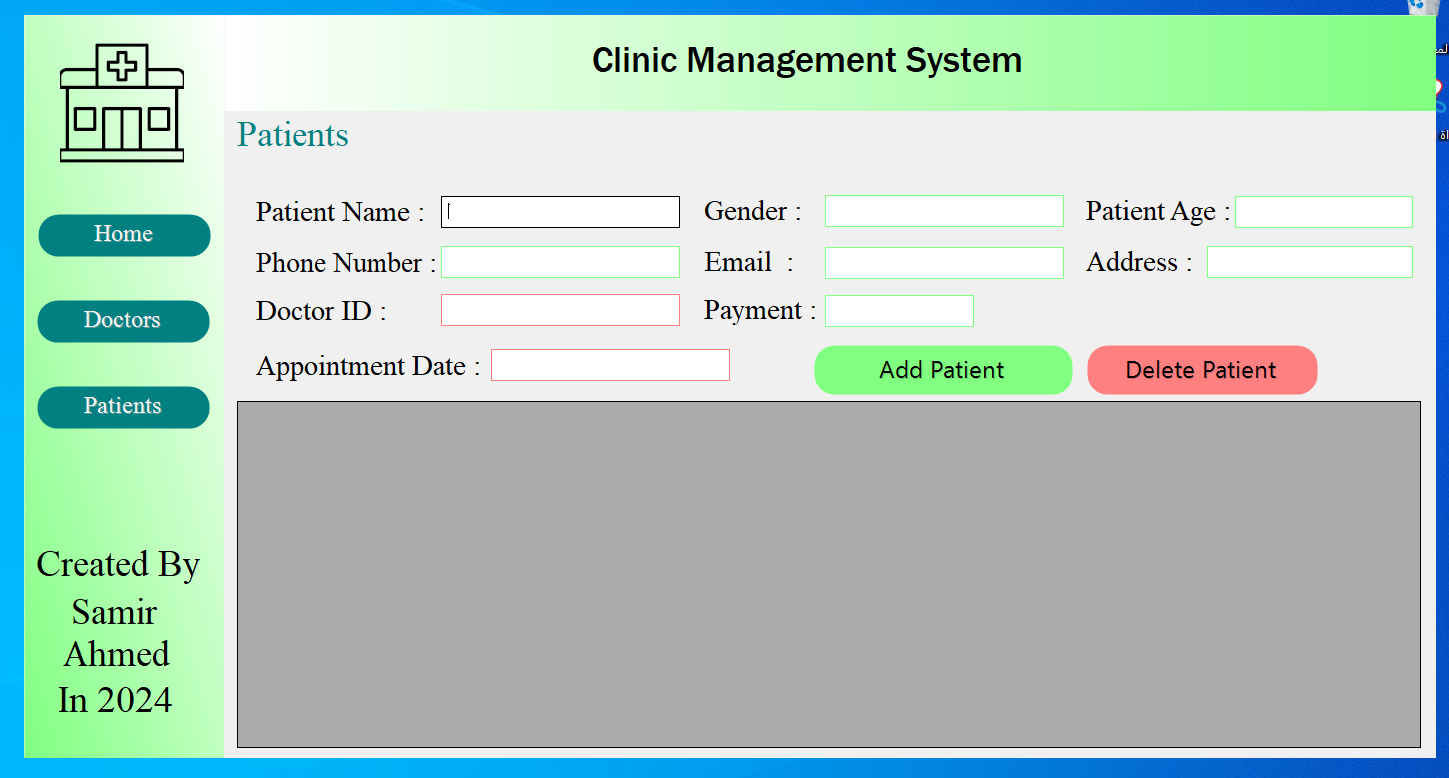 Clinic Management System
Patients
Patient Name :
Gender :
Patient Age :
Phone Number :
Email :
Address :
Doctor ID :
Payment :
Appointment Date :
Add Patient
Delete Patient
Home
Doctors
Patients
Created By
Samir
Ahmed
In 2024